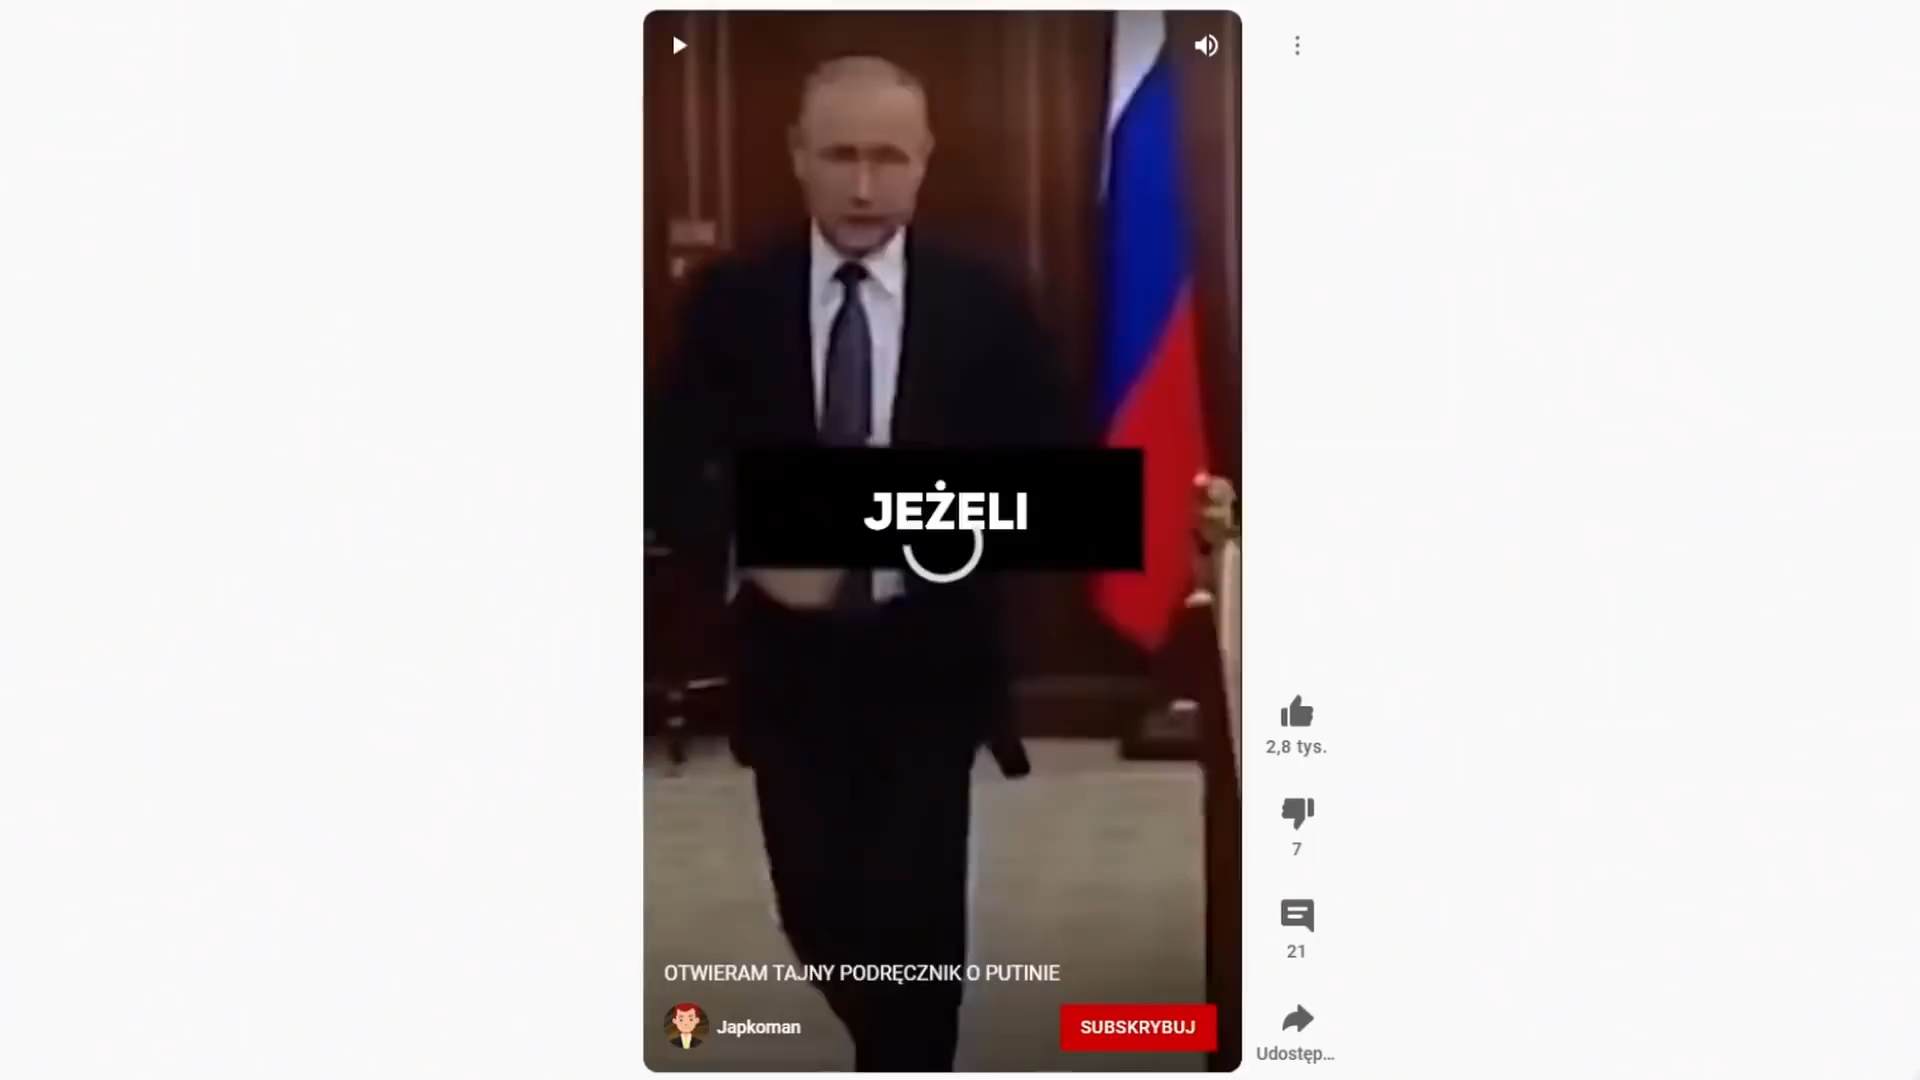 JEŻELI
2,8 tys.
7
21
OTWIERAM TAJNY PODRĘCZNIK O PUTINIE
Japkoman
SUBSKRYBUJ
Udostęp...